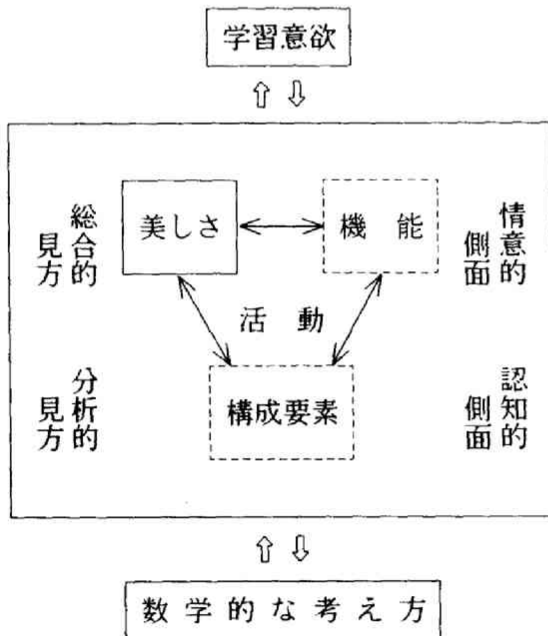 学習意欲
美しさ
機能
総合的
見方
情意的
側面
活動
構成要素
分析的
見方
認知的
側面
数学的な考え方